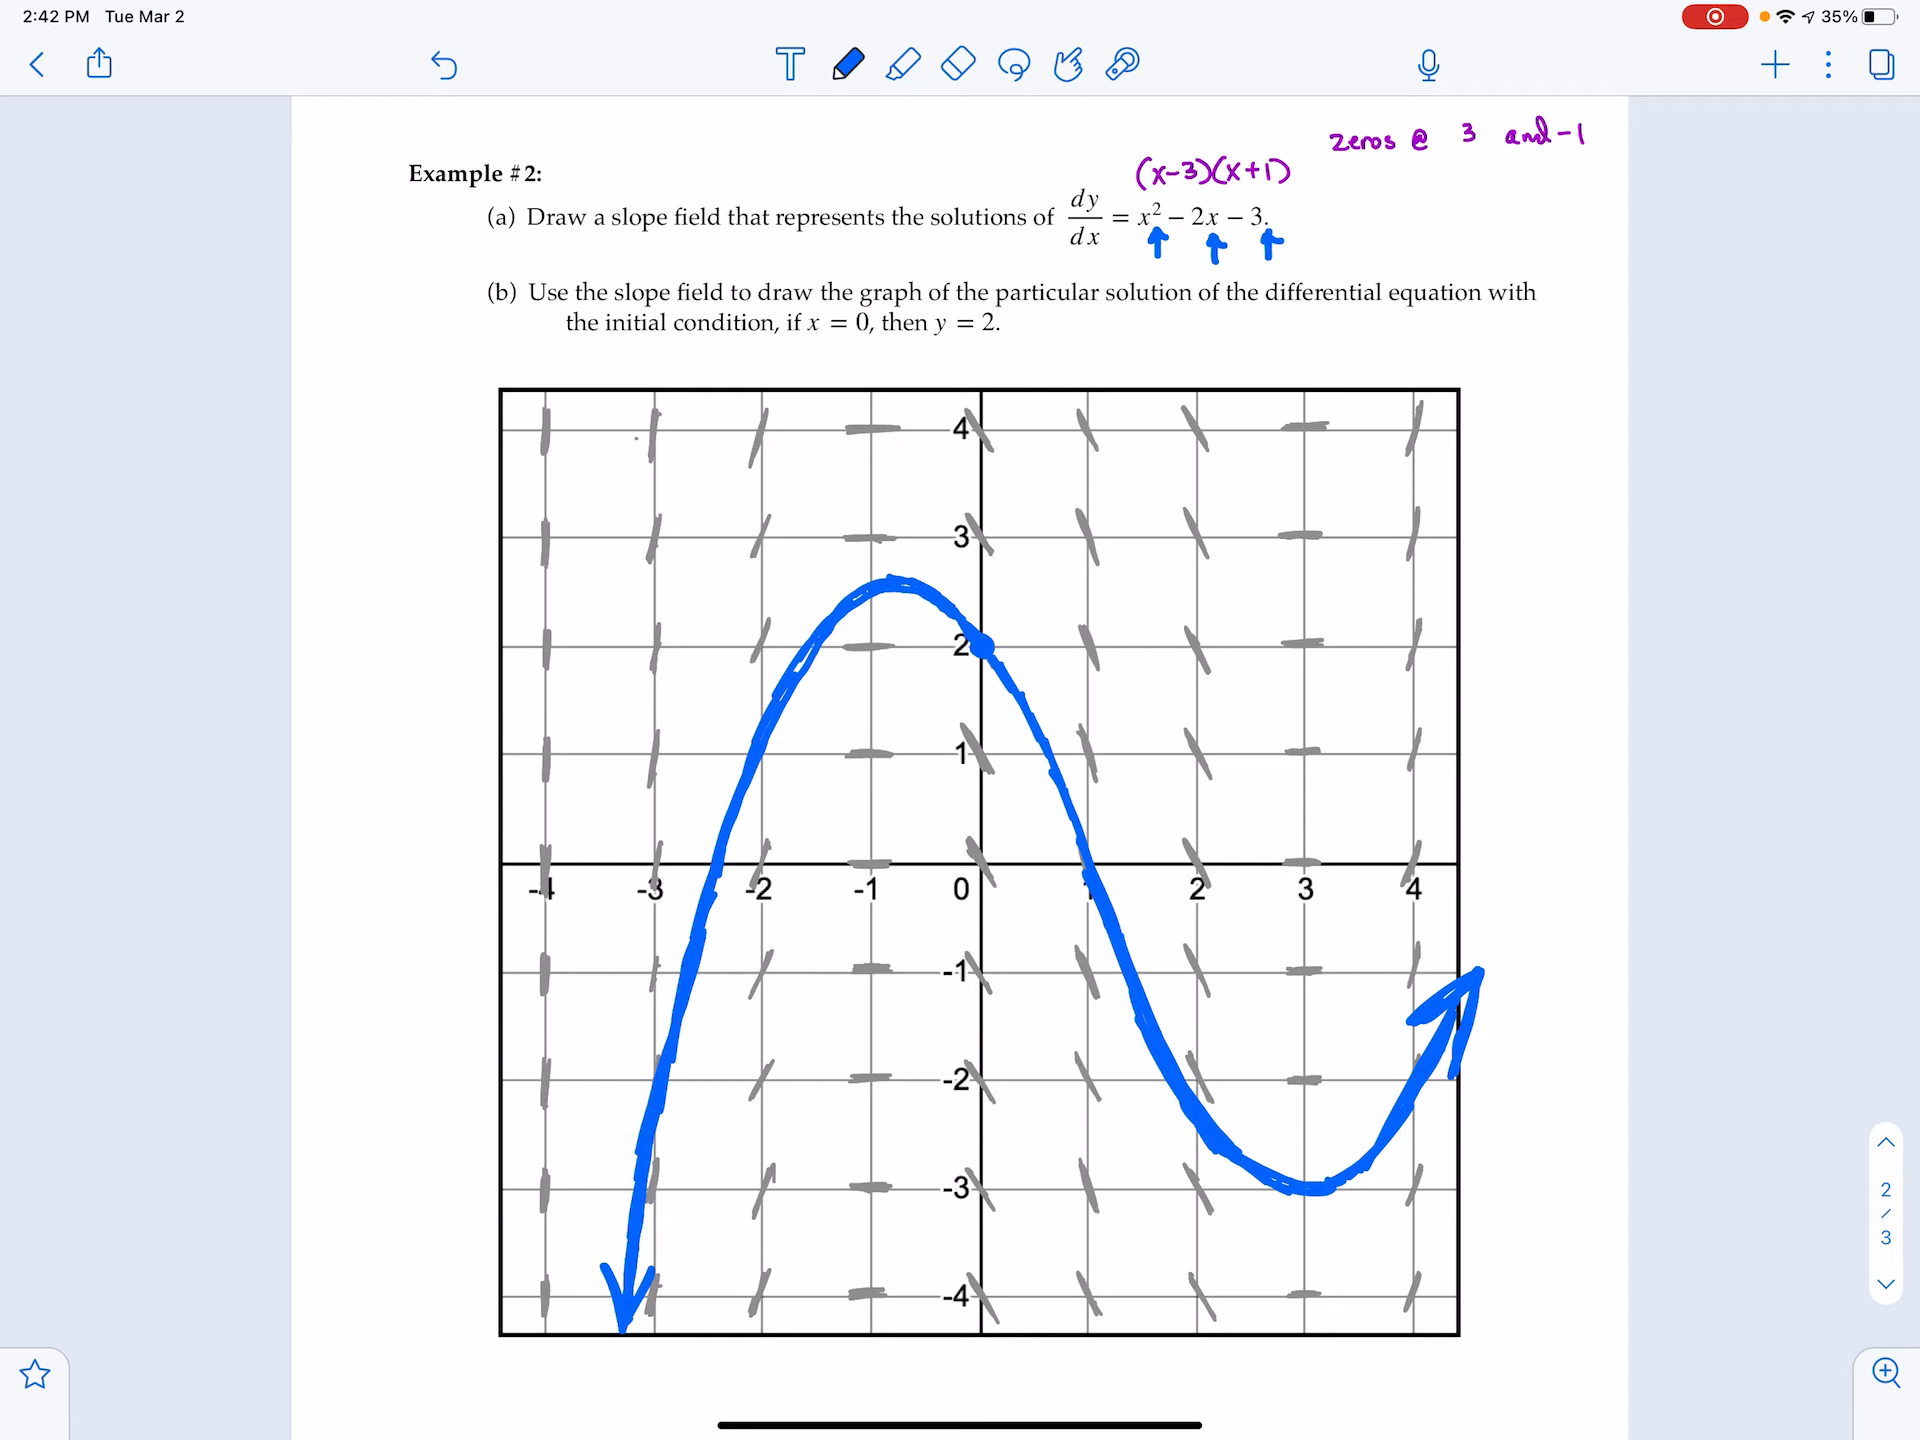 2:42 PM Tue Mar 2 35%
T
zeros @ 3 and -1
(x-3)(x+1)
Example #2:
(a) Draw a slope field that represents the solutions of dy/dx = x² − 2x − 3.
(b) Use the slope field to draw the graph of the particular solution of the differential equation with
the initial condition, if x = 0, then y = 2.
4
3
2
1
-4 -3 -2 -1 0 2 3 4
-1
-2
-3
-4
2
/
3